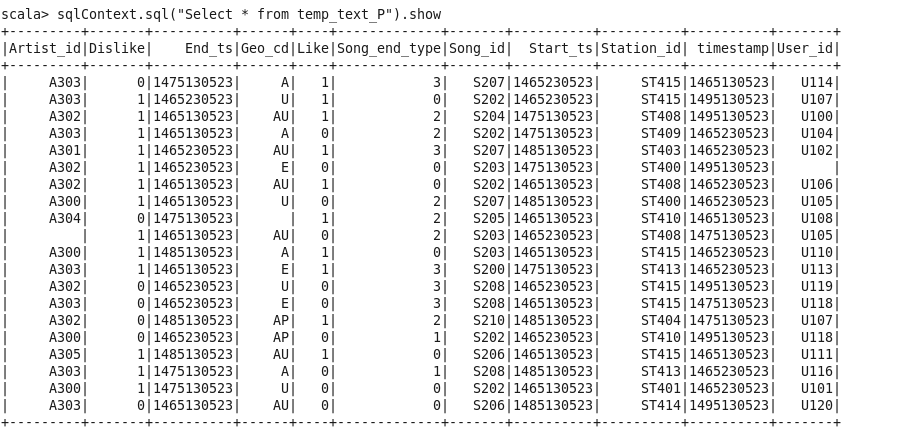 scala> sqlContext.sql("Select * from temp_text_P").show
+---------+-------+----------+------+----+-------------+-------+----------+----------+----------+-------+
|Artist_id|Dislike|    End_ts|Geo_cd|Like|Song_end_type|Song_id|  Start_ts|Station_id| timestamp|User_id|
+---------+-------+----------+------+----+-------------+-------+----------+----------+----------+-------+
|     A303|      0|1475130523|     A|   1|            3|   S207|1465230523|     ST415|1465130523|   U114|
|     A303|      1|1465230523|     U|   1|            0|   S202|1465230523|     ST415|1495130523|   U107|
|     A302|      1|1465130523|    AU|   1|            2|   S204|1475130523|     ST408|1495130523|   U100|
|     A303|      1|1465230523|     A|   0|            2|   S202|1475130523|     ST409|1465230523|   U104|
|     A301|      1|1465230523|    AU|   1|            3|   S207|1485130523|     ST403|1465230523|   U102|
|     A302|      1|1465230523|     E|   0|            0|   S203|1475130523|     ST400|1495130523|       |
|     A302|      1|1465130523|    AU|   1|            0|   S202|1465130523|     ST408|1465230523|   U106|
|     A300|      1|1465130523|     U|   0|            2|   S207|1485130523|     ST400|1465230523|   U105|
|     A304|      0|1475130523|      |   1|            2|   S205|1465130523|     ST410|1465130523|   U108|
|         |      1|1465230523|    AU|   0|            2|   S203|1465230523|     ST408|1475130523|   U105|
|     A300|      1|1485130523|     A|   1|            0|   S203|1465130523|     ST415|1465130523|   U110|
|     A303|      1|1465130523|     E|   1|            3|   S200|1475130523|     ST413|1465230523|   U113|
|     A302|      0|1465230523|     U|   0|            3|   S208|1465230523|     ST415|1495130523|   U119|
|     A303|      0|1465230523|     E|   0|            3|   S208|1465130523|     ST415|1475130523|   U118|
|     A302|      0|1485130523|    AP|   1|            2|   S210|1485130523|     ST404|1475130523|   U107|
|     A300|      0|1465230523|    AP|   0|            1|   S202|1465230523|     ST410|1495130523|   U118|
|     A305|      1|1485130523|    AU|   1|            0|   S206|1465130523|     ST415|1465230523|   U111|
|     A303|      1|1475130523|     A|   0|            1|   S208|1485130523|     ST413|1465230523|   U116|
|     A300|      1|1475130523|     U|   0|            0|   S202|1465130523|     ST401|1465230523|   U101|
|     A303|      0|1465130523|    AU|   0|            0|   S206|1485130523|     ST414|1495130523|   U120|
+---------+-------+----------+------+----+-------------+-------+----------+----------+----------+-------+